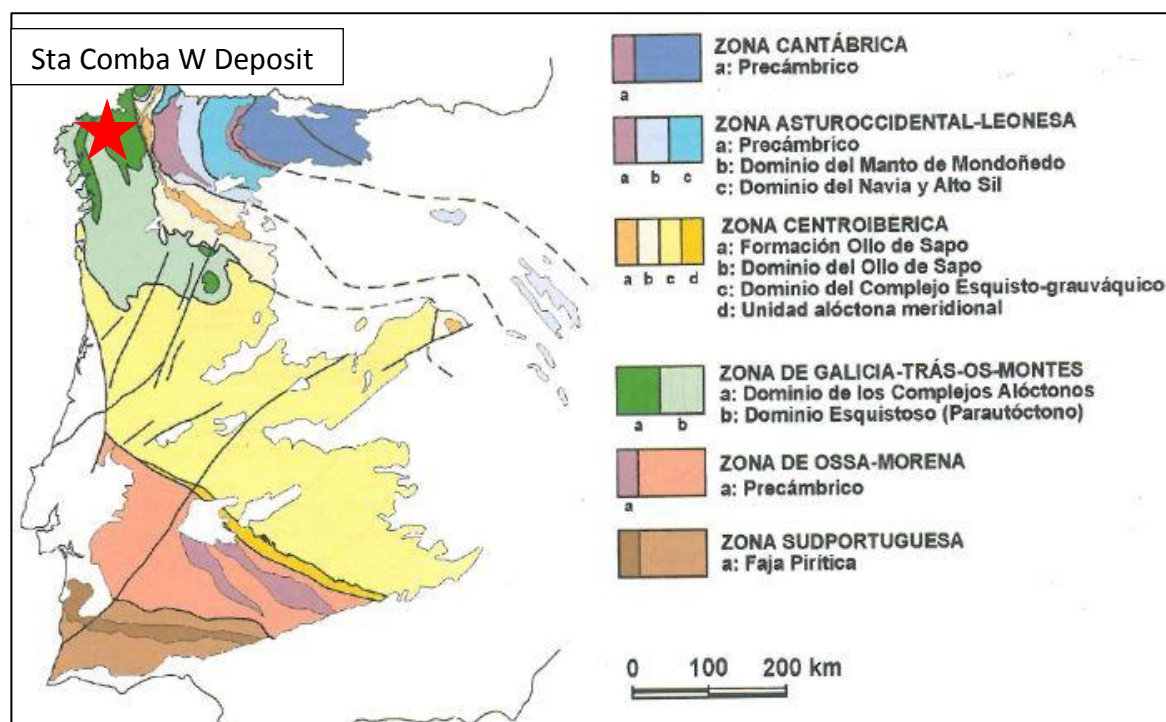 Sta Comba W Deposit
ZONA CANTÁBRICA
a: Precámbrico
a
ZONA ASTUROCCIDENTAL-LEONESA
a: Precámbrico
b: Dominio del Manto de Mondoñedo
c: Dominio del Navia y Alto Sil
a b c
ZONA CENTROIBÉRICA
a: Formación Ollo de Sapo
b: Dominio del Ollo de Sapo
c: Dominio del Complejo Esquisto-grauváquico
d: Unidad alóctona meridional
a b c d
ZONA DE GALICIA-TRÁS-OS-MONTES
a: Dominio de los Complejos Alóctonos
b: Dominio Esquistoso (Parautóctono)
a b
ZONA DE OSSA-MORENA
a: Precámbrico
a
ZONA SUDPORTUGUESA
a: Faja Pirítica
0 100 200 km